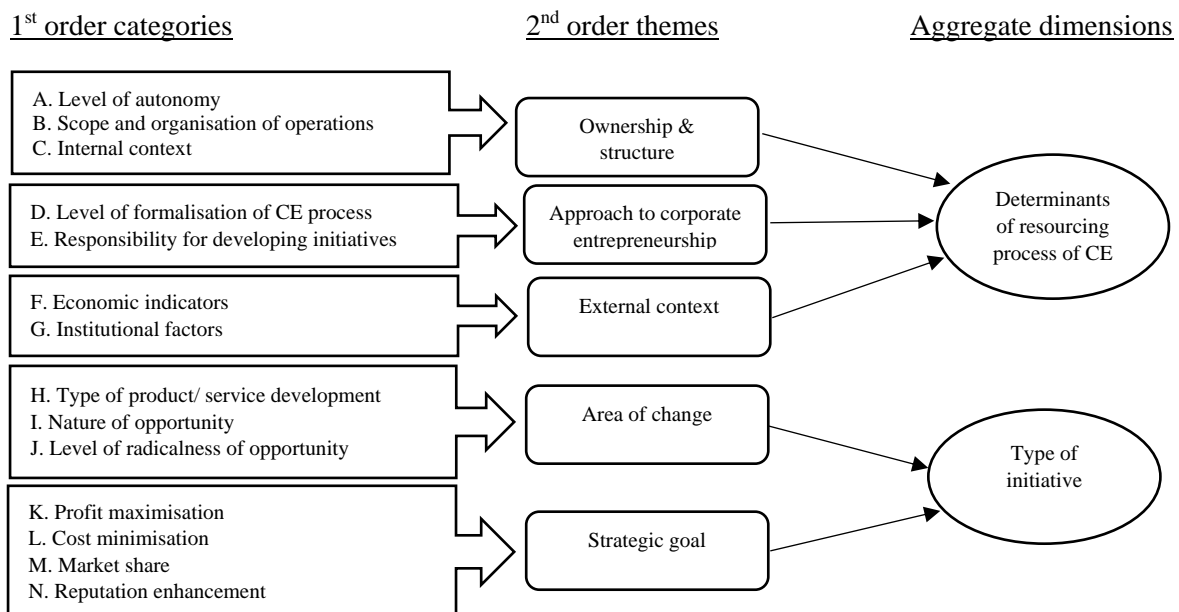 1st order categories
2nd order themes
Aggregate dimensions
A. Level of autonomy
B. Scope and organisation of operations
C. Internal context
Ownership &
structure
D. Level of formalisation of CE process
E. Responsibility for developing initiatives
Approach to corporate
entrepreneurship
F. Economic indicators
G. Institutional factors
External context
Determinants
of resourcing
process of CE
H. Type of product/ service development
I. Nature of opportunity
J. Level of radicalness of opportunity
Area of change
K. Profit maximisation
L. Cost minimisation
M. Market share
N. Reputation enhancement
Strategic goal
Type of
initiative